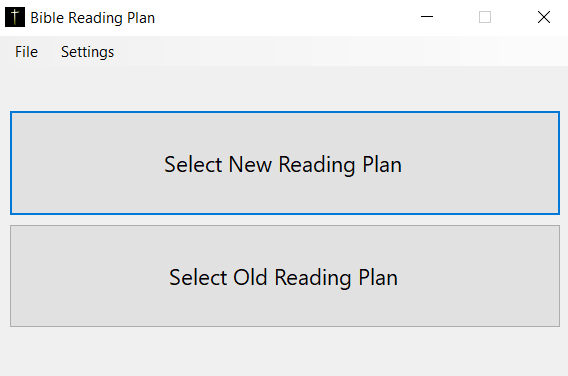 Bible Reading Plan
File Settings
Select New Reading Plan
Select Old Reading Plan